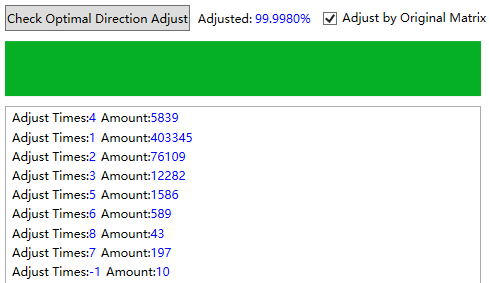 Check Optimal Direction Adjust Adjusted: 99.9980% Adjust by Original Matrix
Adjust Times:4 Amount:5839
Adjust Times:1 Amount:403345
Adjust Times:2 Amount:76109
Adjust Times:3 Amount:12282
Adjust Times:5 Amount:1586
Adjust Times:6 Amount:589
Adjust Times:8 Amount:43
Adjust Times:7 Amount:197
Adjust Times:-1 Amount:10